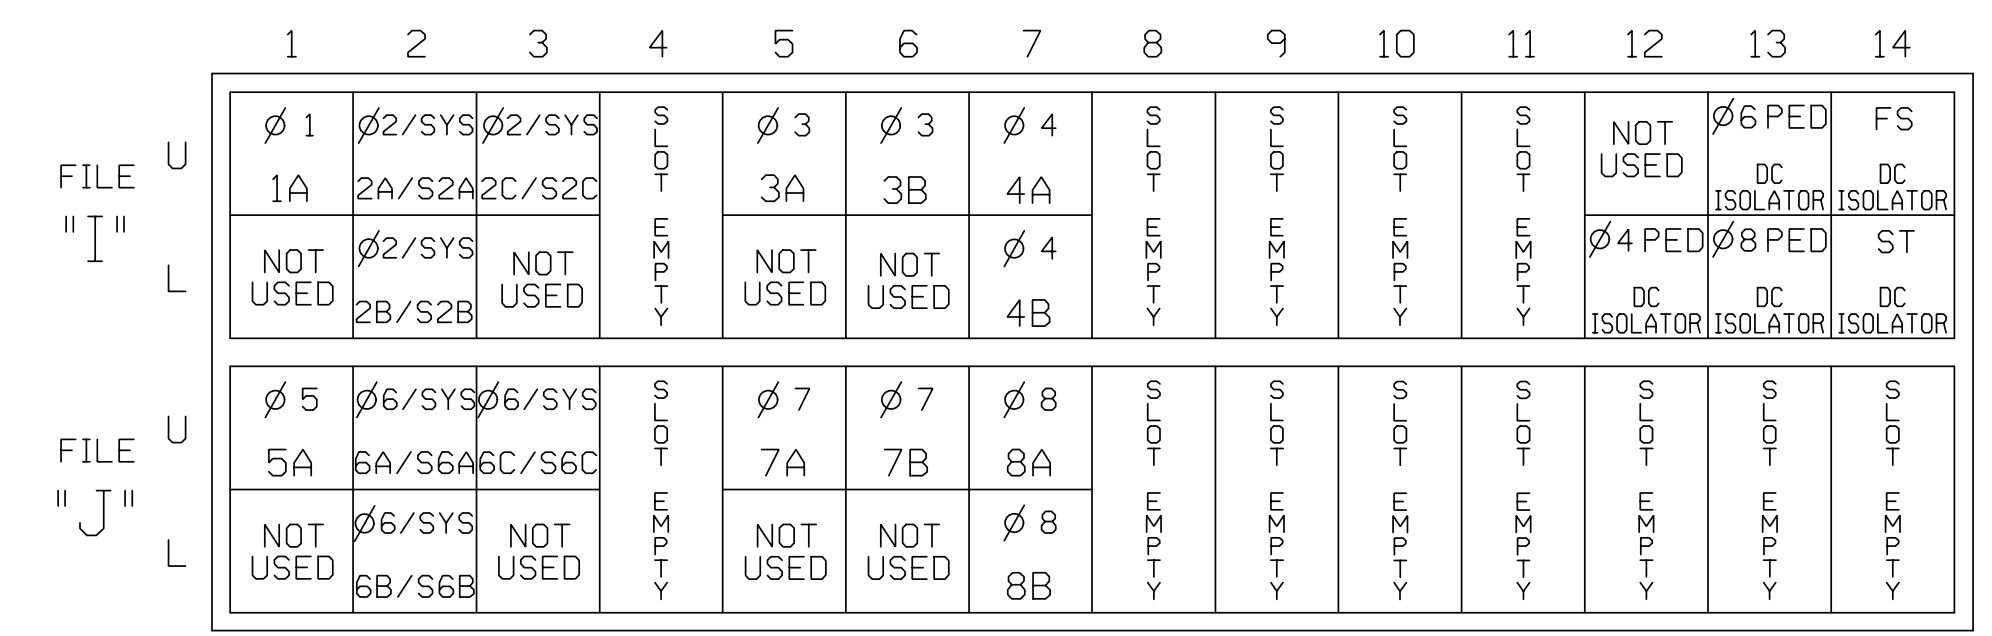 1 2 3 4 5 6 7 8 9 10 11 12 13 14
FILE "I"
U
Ø 1 1A
Ø2/SYS 2A/S2A
Ø2/SYS 2C/S2C
SLOT EMPTY
Ø 3 3A
Ø 3 3B
Ø 4 4A
SLOT EMPTY
SLOT EMPTY
SLOT EMPTY
SLOT EMPTY
NOT USED
Ø6 PED DC ISOLATOR
FS DC ISOLATOR
L
NOT USED
Ø2/SYS 2B/S2B
NOT USED
NOT USED
NOT USED
Ø 4 4B
Ø4 PED DC ISOLATOR
Ø8 PED DC ISOLATOR
ST DC ISOLATOR
FILE "J"
U
Ø 5 5A
Ø6/SYS 6A/S6A
Ø6/SYS 6C/S6C
SLOT EMPTY
Ø 7 7A
Ø 7 7B
Ø 8 8A
SLOT EMPTY
SLOT EMPTY
SLOT EMPTY
SLOT EMPTY
SLOT EMPTY
SLOT EMPTY
SLOT EMPTY
L
NOT USED
Ø6/SYS 6B/S6B
NOT USED
NOT USED
NOT USED
Ø 8 8B